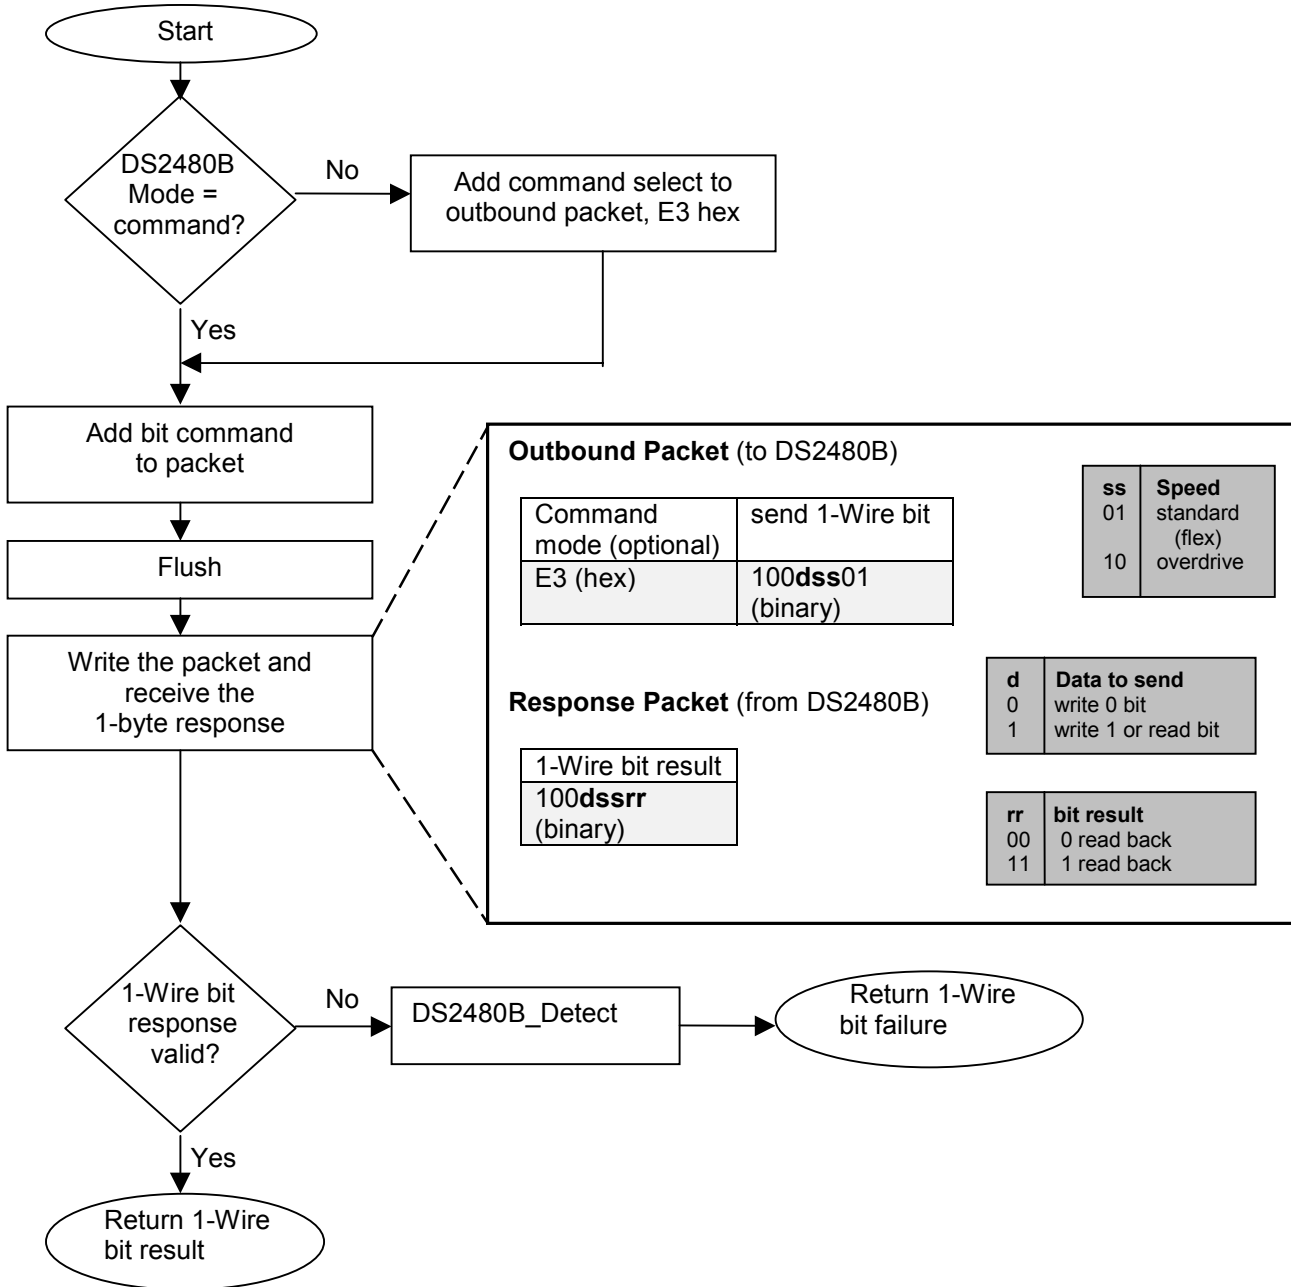 Start
DS2480B
Mode =
command?
No
Add command select to
outbound packet, E3 hex
Yes
Add bit command
to packet
Flush
Write the packet and
receive the
1-byte response
Outbound Packet (to DS2480B)
Command
mode (optional)
send 1-Wire bit
E3 (hex)
100dss01
(binary)
ss Speed
01 standard
(flex)
10 overdrive
Response Packet (from DS2480B)
1-Wire bit result
100dssrr
(binary)
d Data to send
0 write 0 bit
1 write 1 or read bit
rr bit result
00 0 read back
11 1 read back
1-Wire bit
response
valid?
No
DS2480B_Detect
Return 1-Wire
bit failure
Yes
Return 1-Wire
bit result